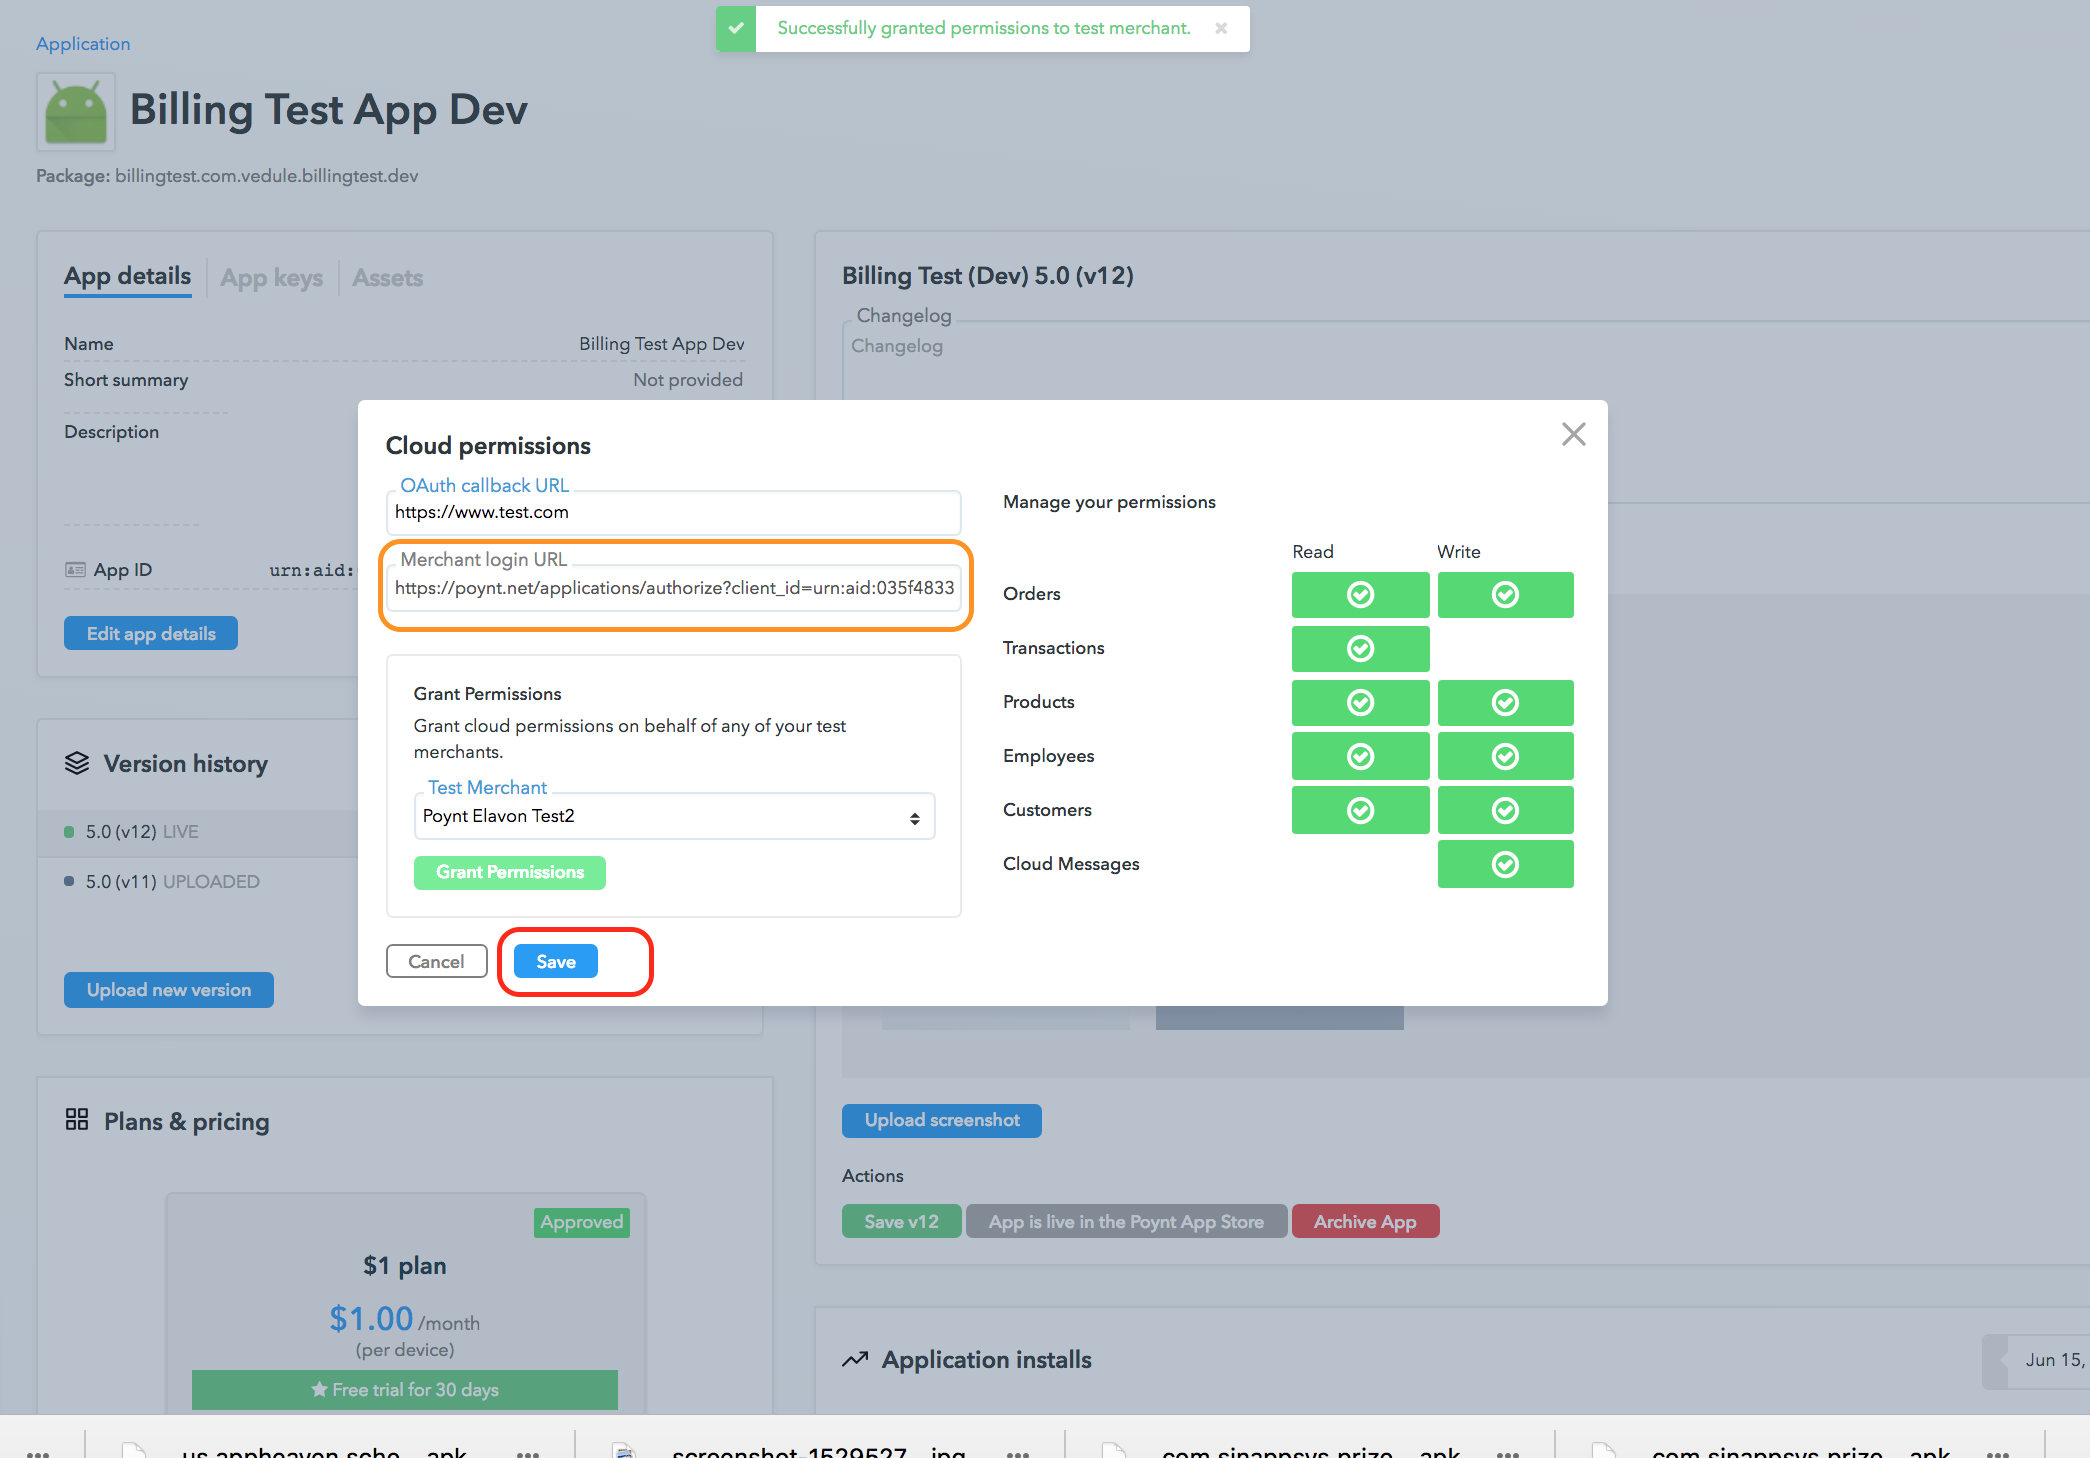 Successfully granted permissions to test merchant.
Application
Billing Test App Dev
Package: billingtest.com.vedule.billingtest.dev
App details
App keys
Assets
Name
Billing Test App Dev
Short summary
Not provided
Description
App ID
urn:aid:
Edit app details
Billing Test (Dev) 5.0 (v12)
Changelog
Changelog
Cloud permissions
OAuth callback URL
https://www.test.com
Merchant login URL
https://poynt.net/applications/authorize?client_id=urn:aid:035f4833
Grant Permissions
Grant cloud permissions on behalf of any of your test
merchants.
Test Merchant
Poynt Elavon Test2
Grant Permissions
Cancel
Save
Manage your permissions
Read Write
Orders
Transactions
Products
Employees
Customers
Cloud Messages
Version history
5.0 (v12) LIVE
5.0 (v11) UPLOADED
Upload new version
Plans & pricing
Approved
$1 plan
$1.00 /month
(per device)
Free trial for 30 days
Upload screenshot
Actions
Save v12
App is live in the Poynt App Store
Archive App
Application installs
Jun 15,
us.appheaven.sche....apk
screenshot-1529527....jpg
com.sinappsys.prize....apk
com.sinappsys.prize....apk